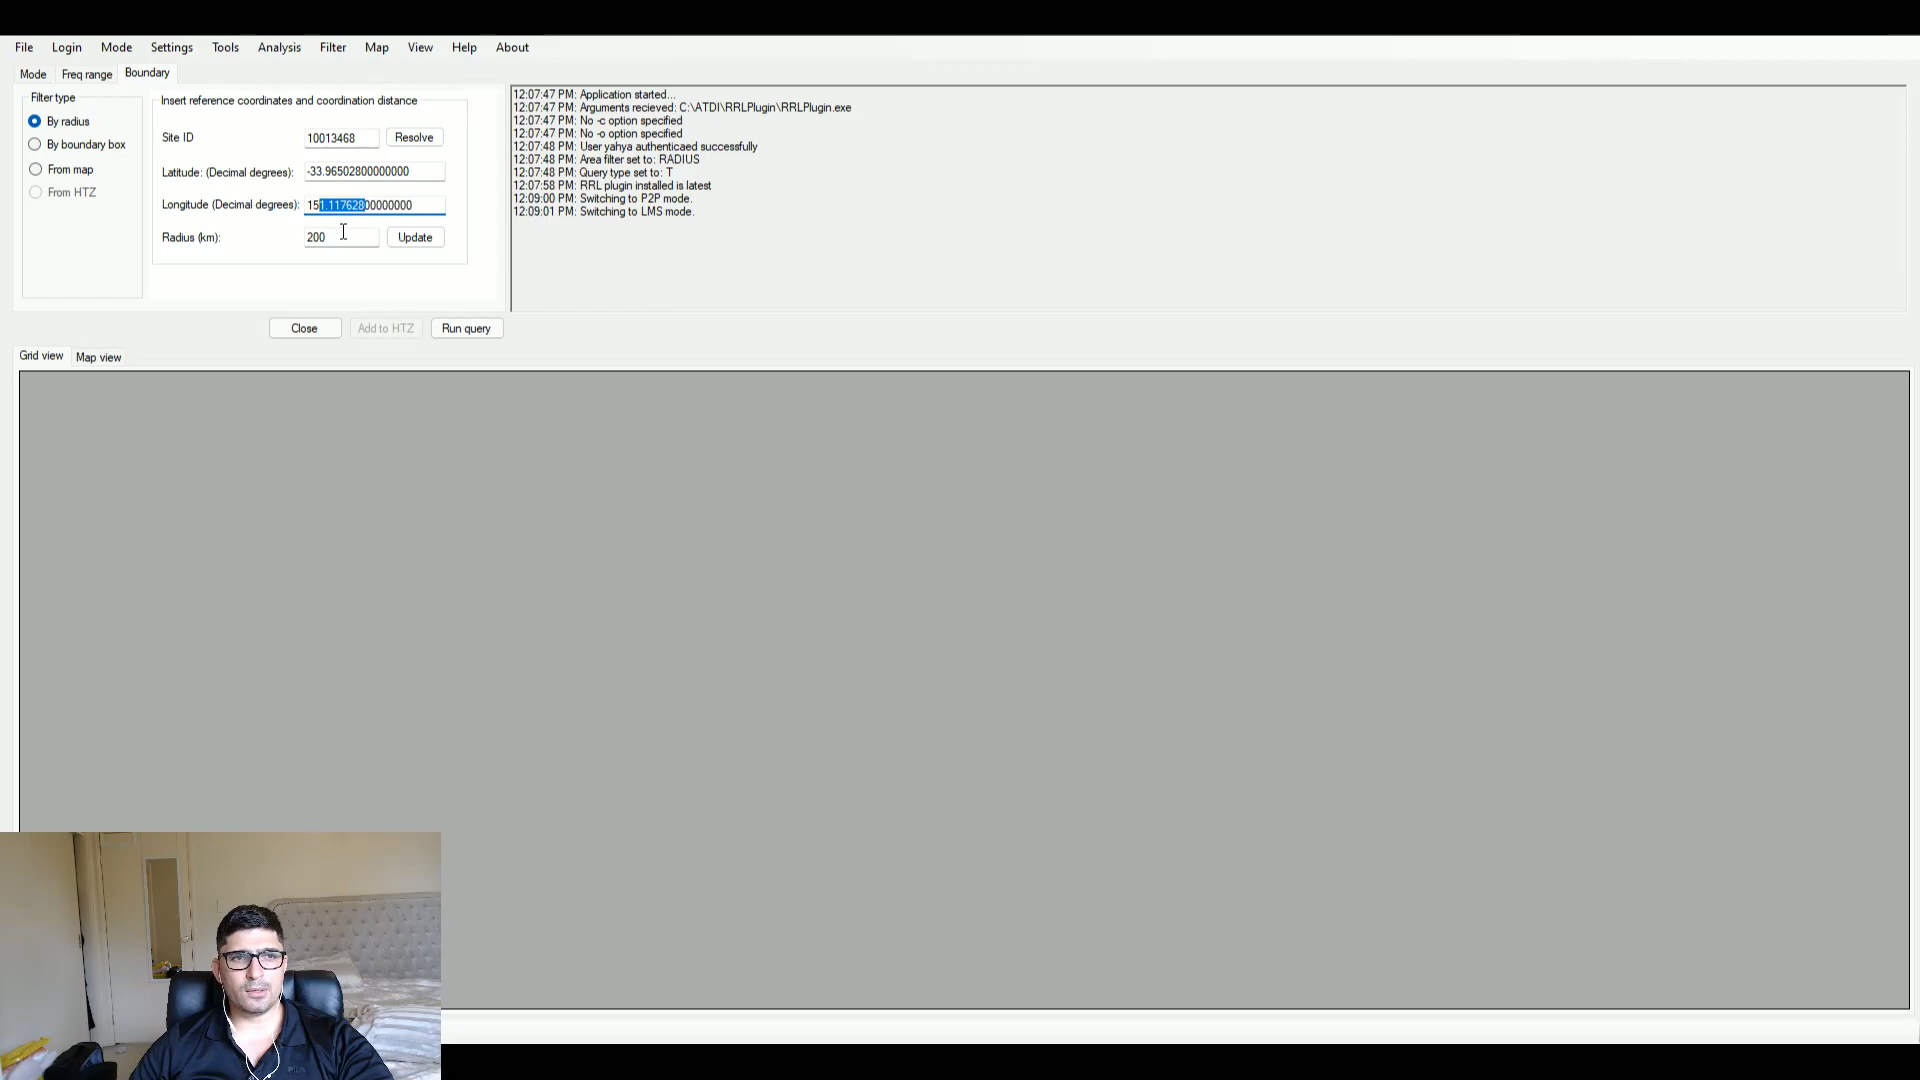 File Login Mode Settings Tools Analysis Filter Map View Help About
Mode Freq range Boundary
Filter type
By radius
By boundary box
From map
From HTZ
Insert reference coordinates and coordination distance
Site ID 10013468 Resolve
Latitude: (Decimal degrees): -33.96502800000000
Longitude (Decimal degrees): 151.11762800000000
Radius (km): 200 Update
12:07:47 PM: Application started...
12:07:47 PM: Arguments recieved: C:\ATDI\RRLPlugin\RRLPlugin.exe
12:07:47 PM: No -c option specified
12:07:47 PM: No -o option specified
12:07:48 PM: User yahya authenticaed successfully
12:07:48 PM: Area filter set to: RADIUS
12:07:48 PM: Query type set to: T
12:07:58 PM: RRL plugin installed is latest
12:09:00 PM: Switching to P2P mode.
12:09:01 PM: Switching to LMS mode.
Close Add to HTZ Run query
Grid view Map view
FILA